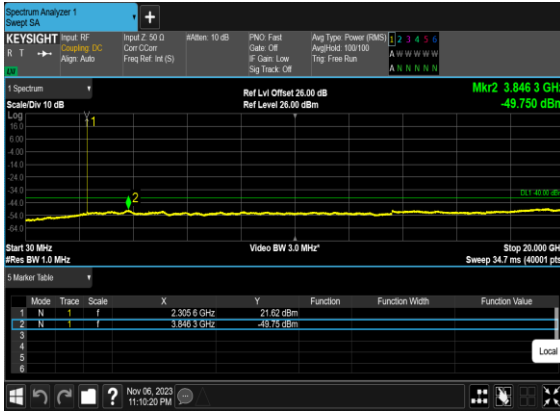 Spectrum Analyzer 1
Swept SA
+
KEYSIGHT Input: RF Input Z: 50 Ω #Atten: 10 dB PNO: Fast Avg Type: Power (RMS) 1 2 3 4 5 6
R T Coupling: DC Corr CCorr Gate: Off Avg|Hold: 100/100 A W W W W W
Align: Auto Freq Ref: Int (S) IF Gain: Low Trig: Free Run
Sig Track: Off A N N N N N
1 Spectrum Ref Lvl Offset 26.00 dB Mkr2 3.846 3 GHz
Scale/Div 10 dB Ref Level 26.00 dBm -49.750 dBm
Log
16.0 1
6.00
-4.00
-14.0
-24.0
-34.0 DL1 -40.00 dBm
-44.0 2
-54.0
-64.0
Start 30 MHz Video BW 3.0 MHz* Stop 20.000 GHz
#Res BW 1.0 MHz Sweep 34.7 ms (40001 pts)
5 Marker Table
Mode Trace Scale X Y Function Function Width Function Value
1 N 1 f 2.305 6 GHz 21.62 dBm
2 N 1 f 3.846 3 GHz -49.75 dBm
3
4
5
6
Local
? Nov 06, 2023
11:10:20 PM